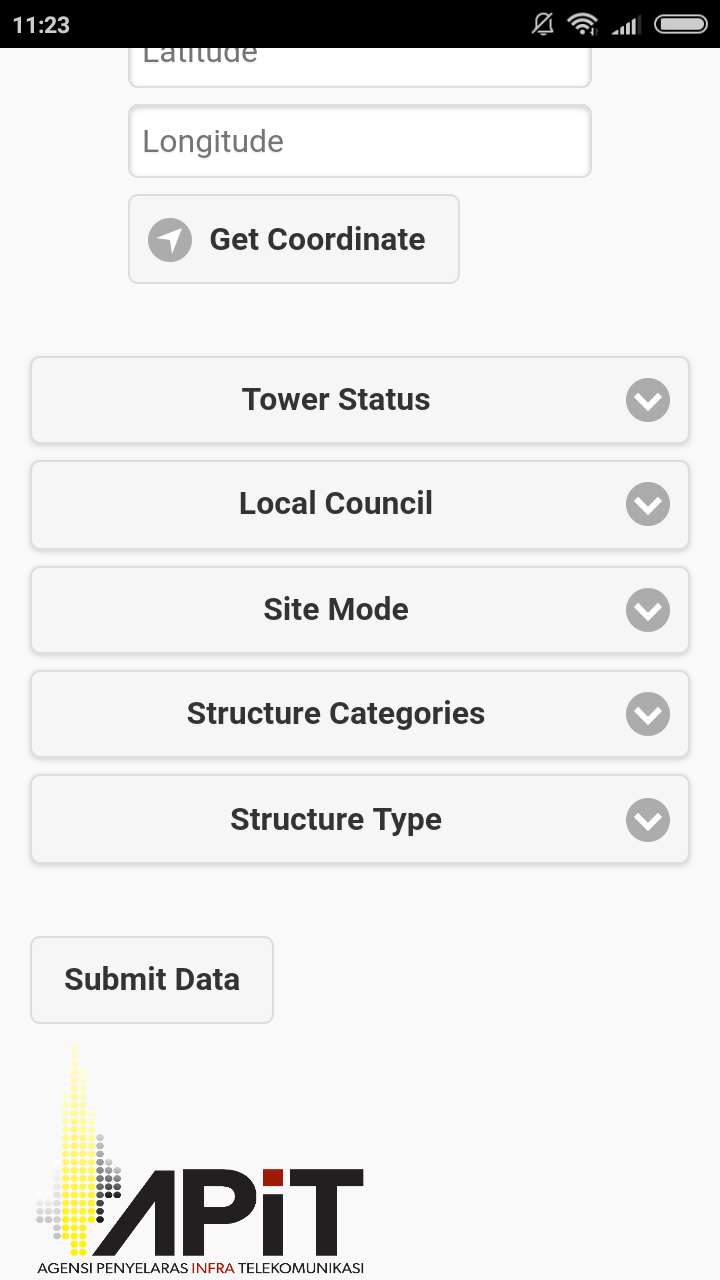 11:23
Latitude
Longitude
Get Coordinate
Tower Status
Local Council
Site Mode
Structure Categories
Structure Type
Submit Data
APiT
AGENSI PENYELARAS INFRA TELEKOMUNIKASI